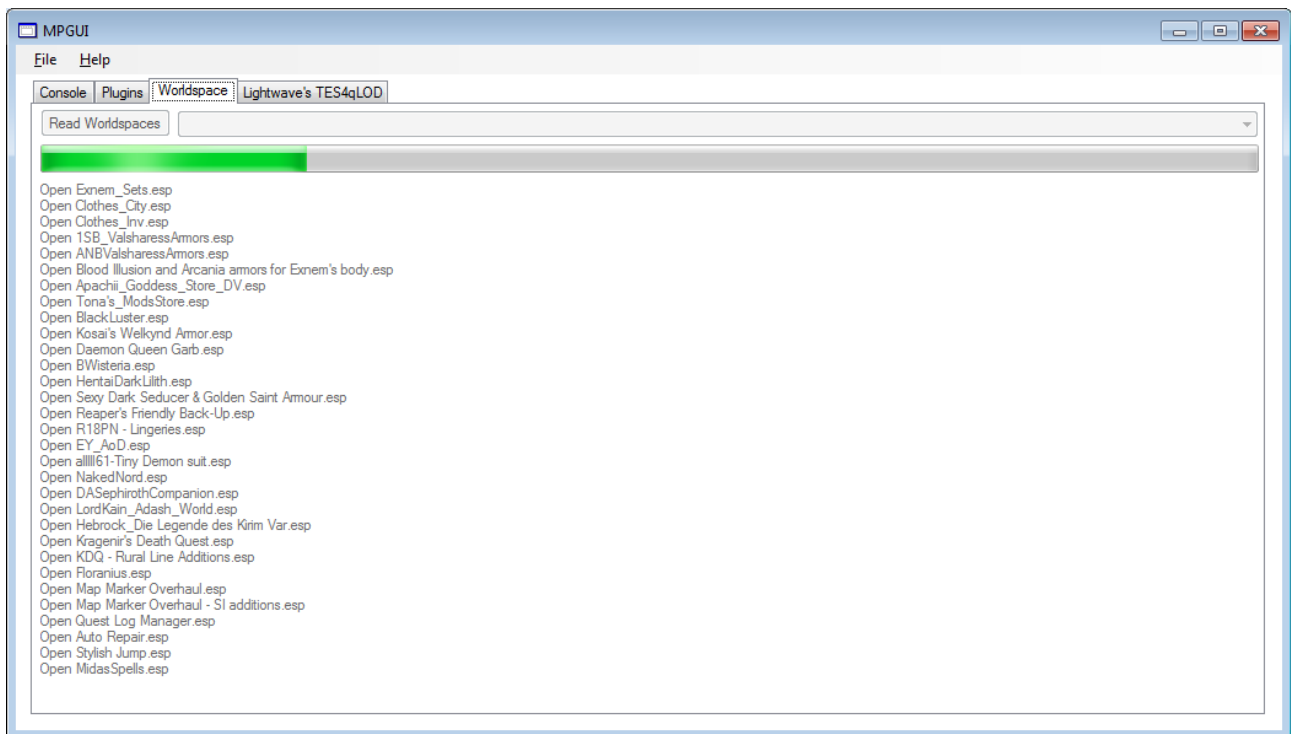 MPGUI
File Help
Console Plugins Worldspace Lightwave's TES4qLOD
Read Worldspaces
Open Exnem_Sets.esp
Open Clothes_City.esp
Open Clothes_Inv.esp
Open 1SB_ValsharessArmors.esp
Open ANBValsharessArmors.esp
Open Blood Illusion and Arcania armors for Exnem's body.esp
Open Apachii_Goddess_Store_DV.esp
Open Tona's_ModsStore.esp
Open BlackLuster.esp
Open Kosai's Welkynd Armor.esp
Open Daemon Queen Garb.esp
Open BWisteria.esp
Open HentaiDarkLilith.esp
Open Sexy Dark Seducer & Golden Saint Armour.esp
Open Reaper's Friendly Back-Up.esp
Open R18PN - Lingeries.esp
Open EY_AoD.esp
Open alllll61-Tiny Demon suit.esp
Open NakedNord.esp
Open DASephirothCompanion.esp
Open LordKain_Adash_World.esp
Open Hebrock_Die Legende des Kirim Var.esp
Open Kragenir's Death Quest.esp
Open KDQ - Rural Line Additions.esp
Open Floranius.esp
Open Map Marker Overhaul.esp
Open Map Marker Overhaul - SI additions.esp
Open Quest Log Manager.esp
Open Auto Repair.esp
Open Stylish Jump.esp
Open MidasSpells.esp